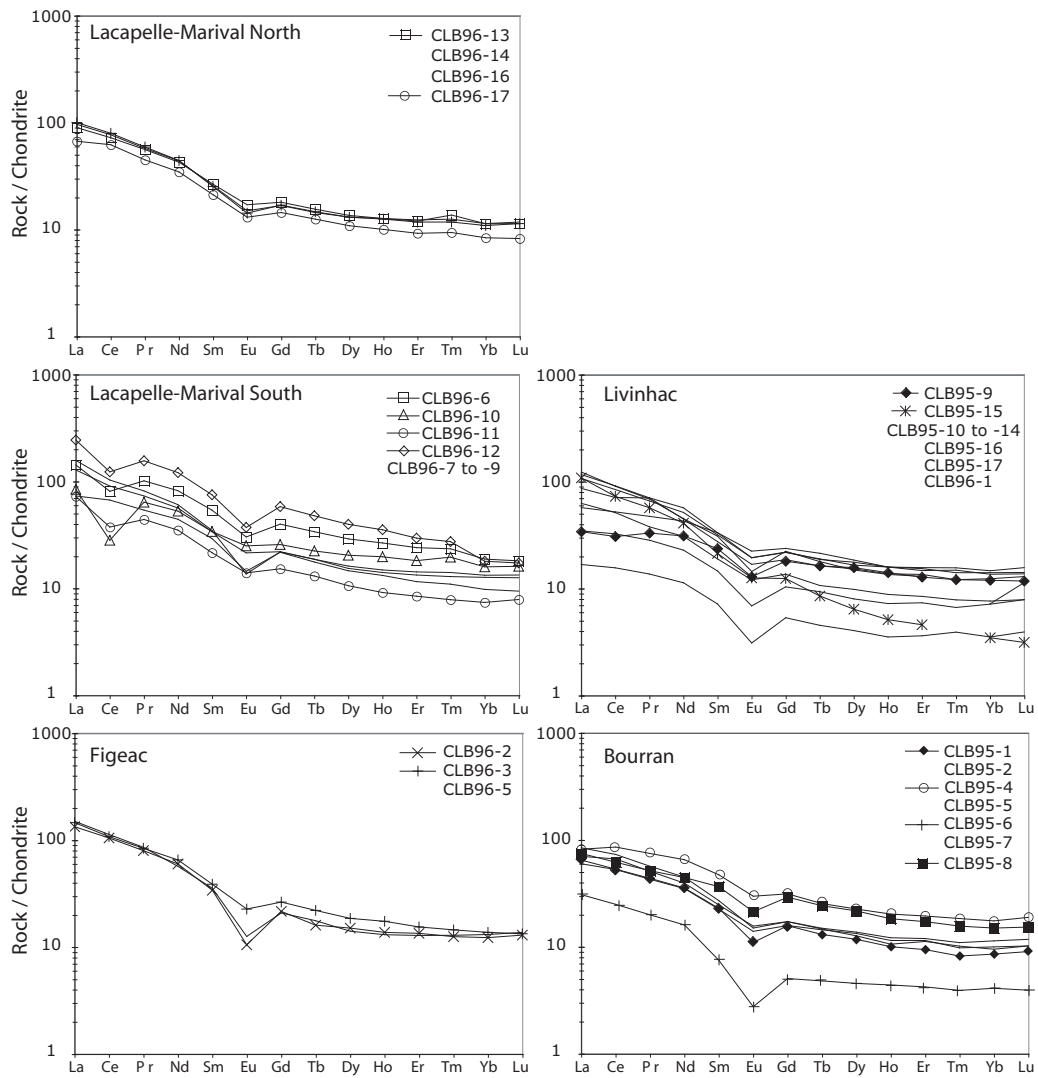 Lacapelle-Marival North
CLB96-13
CLB96-14
CLB96-16
CLB96-17
Rock / Chondrite
1000
100
10
1
La Ce Pr Nd Sm Eu Gd Tb Dy Ho Er Tm Yb Lu
Lacapelle-Marival South
CLB96-6
CLB96-10
CLB96-11
CLB96-12
CLB96-7 to -9
1000
100
10
1
La Ce Pr Nd Sm Eu Gd Tb Dy Ho Er Tm Yb Lu
Livinhac
CLB95-9
CLB95-15
CLB95-10 to -14
CLB95-16
CLB95-17
CLB96-1
1000
100
10
1
La Ce Pr Nd Sm Eu Gd Tb Dy Ho Er Tm Yb Lu
Figeac
CLB96-2
CLB96-3
CLB96-5
Rock / Chondrite
1000
100
10
1
La Ce Pr Nd Sm Eu Gd Tb Dy Ho Er Tm Yb Lu
Bourran
CLB95-1
CLB95-2
CLB95-4
CLB95-5
CLB95-6
CLB95-7
CLB95-8
1000
100
10
1
La Ce Pr Nd Sm Eu Gd Tb Dy Ho Er Tm Yb Lu